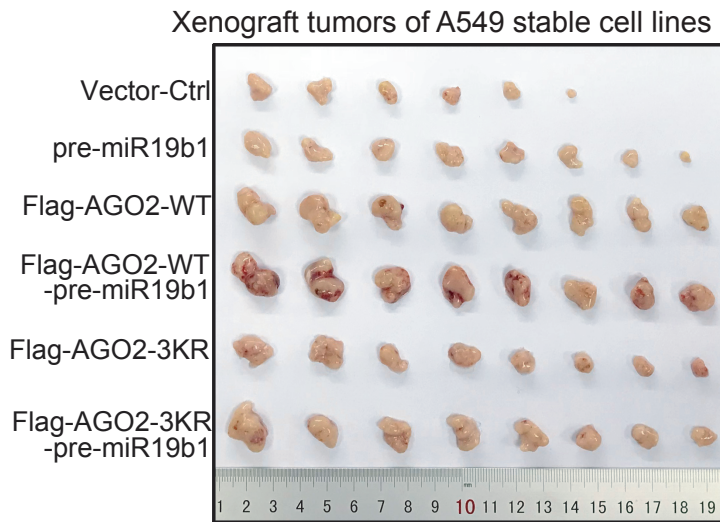 Xenograft tumors of A549 stable cell lines
Vector-Ctrl
pre-miR19b1
Flag-AGO2-WT
Flag-AGO2-WT
-pre-miR19b1
Flag-AGO2-3KR
Flag-AGO2-3KR
-pre-miR19b1
mm
1 2 3 4 5 6 7 8 9 10 11 12 13 14 15 16 17 18 19